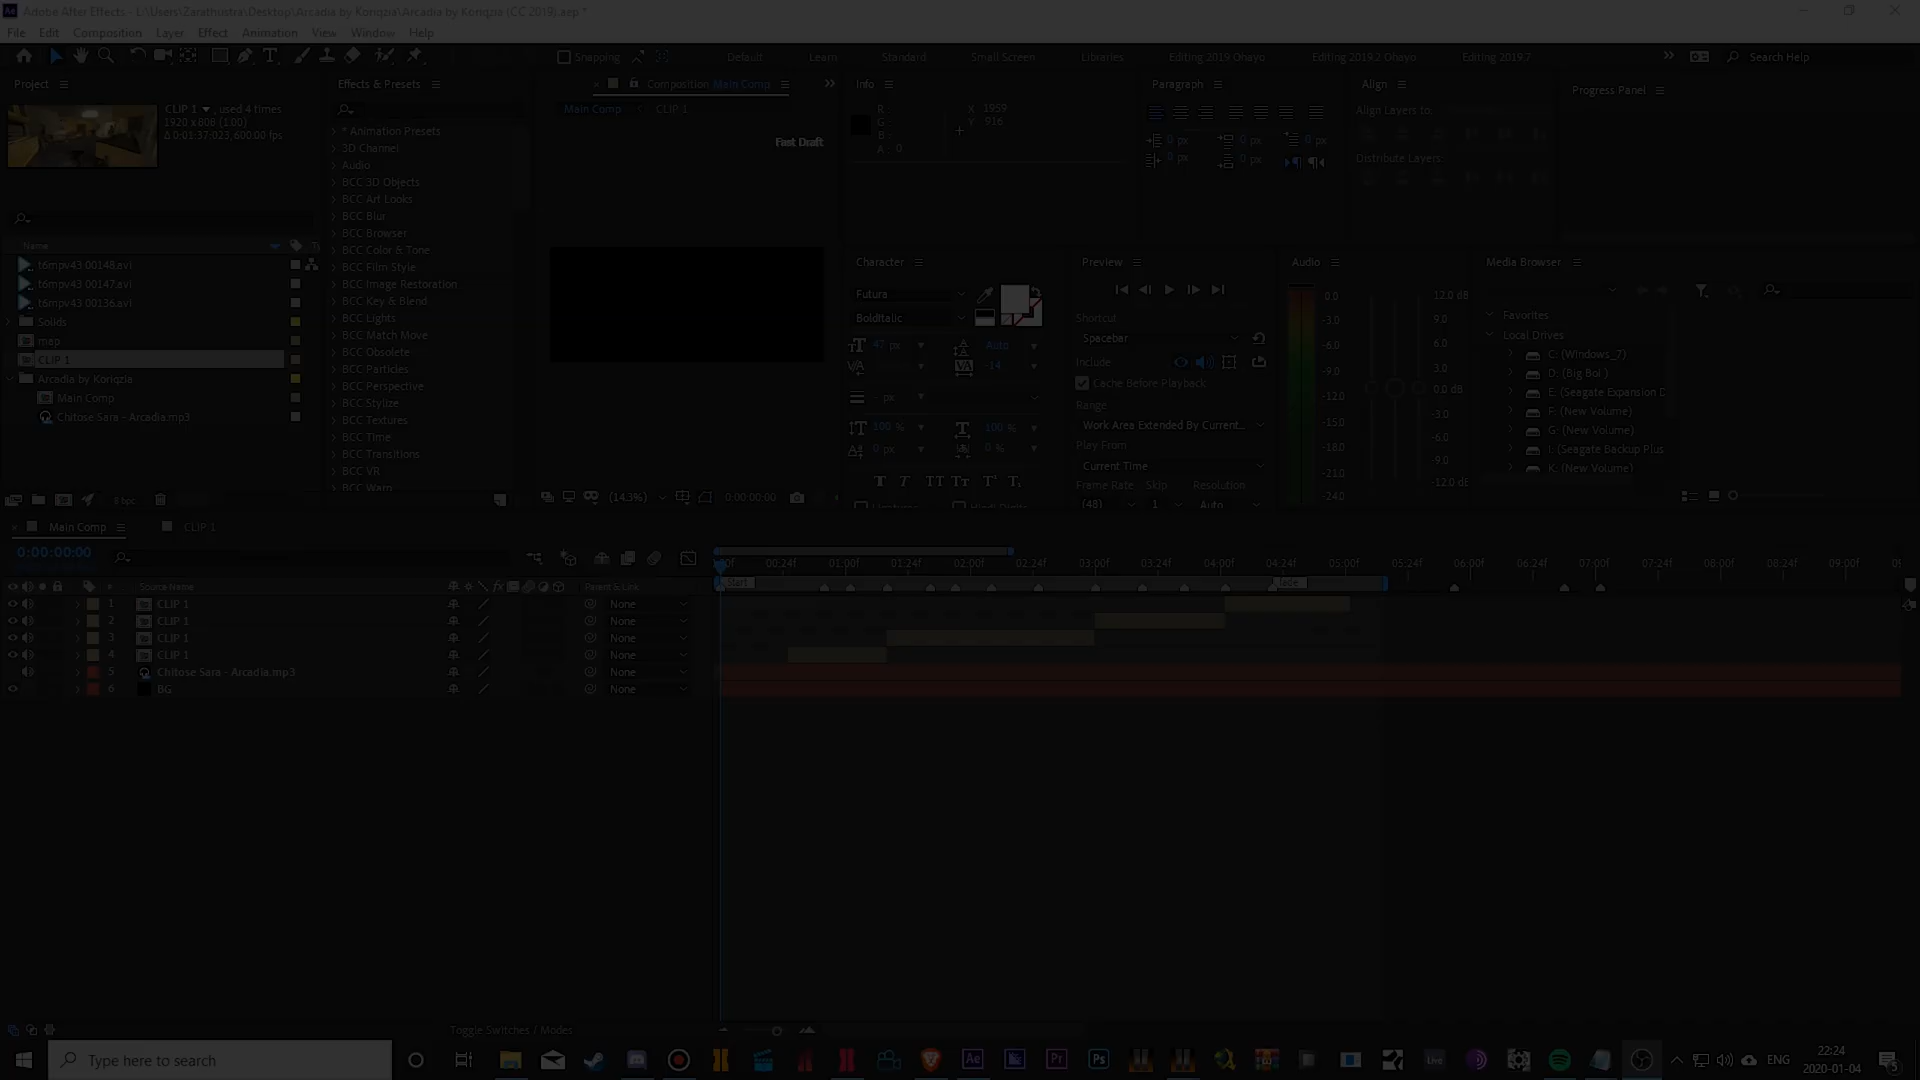 Adobe After Effects - L:\Users\Zarathustra\Desktop\Arcadia by Koriqzia\Arcadia by Koriqzia (CC 2019).aep *
File Edit Composition Layer Effect Animation View Window Help
Snapping Default Learn Standard Small Screen Libraries Editing 2019 Ohayo Editing 2019.2 Ohayo Editing 2019.7 Search Help
Project Effects & Presets Composition Main Comp Info Paragraph Align Progress Panel
CLIP 1 , used 4 times
1920 x 808 (1.00)
Δ 0:01:37:023, 600.00 fps
Main Comp CLIP 1
Fast Draft
R :
G :
B :
A : 0
X 1959
Y 916
0 px 0 px 0 px
0 px 0 px
Align Layers to:
Distribute Layers:
Name
t6mpv43 00148.avi
t6mpv43 00147.avi
t6mpv43 00136.avi
Solids
map
CLIP 1
Arcadia by Koriqzia
Main Comp
Chitose Sara - Arcadia.mp3
8 bpc
* Animation Presets
3D Channel
Audio
BCC 3D Objects
BCC Art Looks
BCC Blur
BCC Browser
BCC Color & Tone
BCC Film Style
BCC Image Restoration
BCC Key & Blend
BCC Lights
BCC Match Move
BCC Obsolete
BCC Particles
BCC Perspective
BCC Stylize
BCC Textures
BCC Time
BCC Transitions
BCC VR
BCC Warp
(14.3%) 0:00:00:00
Character
Futura
BoldItalic
47 px Auto
-14
- px
100 % 100 %
0 px 0 %
Preview
Shortcut
Spacebar
Include
Cache Before Playback
Range
Work Area Extended By Current...
Play From
Current Time
Frame Rate Skip Resolution
(48) 1 Auto
Audio
0.0
-3.0
-6.0
-9.0
-12.0
-15.0
-18.0
-21.0
-24.0
12.0 dB
9.0
6.0
3.0
0.0 dB
-3.0
-6.0
-9.0
-12.0 dB
Media Browser
Favorites
Local Drives
C: (Windows_7)
D: (Big Boi )
E: (Seagate Expansion D
F: (New Volume)
G: (New Volume)
I: (Seagate Backup Plus
K: (New Volume)
Main Comp CLIP 1
0:00:00:00
00f 00:24f 01:00f 01:24f 02:00f 02:24f 03:00f 03:24f 04:00f 04:24f 05:00f 05:24f 06:00f 06:24f 07:00f 07:24f 08:00f 08:24f 09:00f
Start fade
# Source Name Parent & Link
1 CLIP 1 None
2 CLIP 1 None
3 CLIP 1 None
4 CLIP 1 None
5 Chitose Sara - Arcadia.mp3 None
6 BG None
Toggle Switches / Modes
Type here to search
Ae Pr Ps Live ENG
22:24
2020-01-04
5